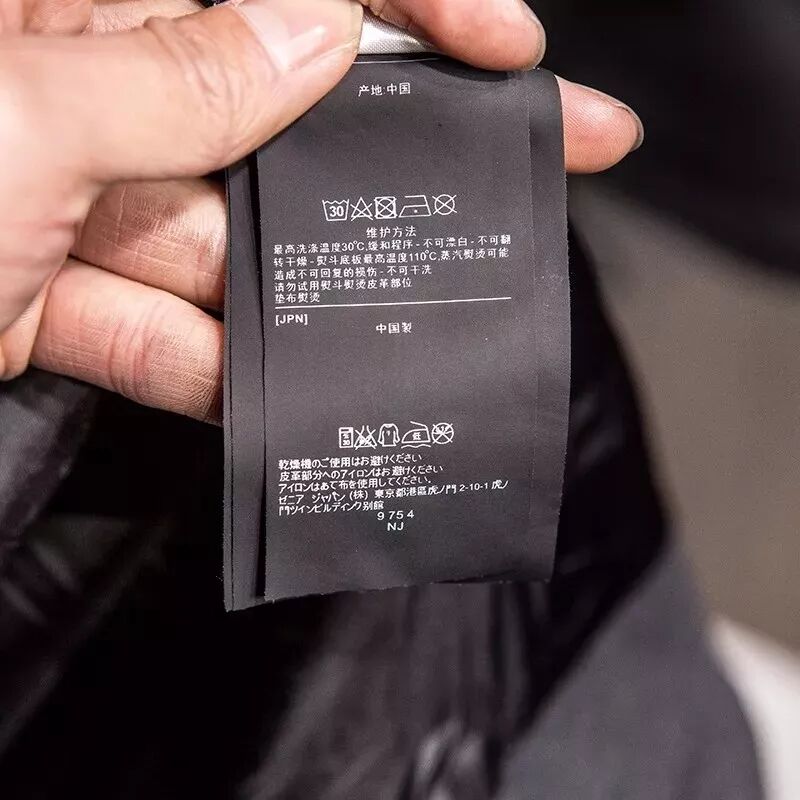 产地:中国
30
维护方法
最高洗涤温度30℃,缓和程序 - 不可漂白 - 不可翻
转干燥 - 熨斗底板最高温度110℃,蒸汽熨烫可能
造成不可回复的损伤 - 不可干洗
请勿试用熨斗熨烫皮革部位
垫布熨烫
[JPN]
中国製
乾燥機のご使用はお避けください
皮革部分へのアイロンはお避けください
アイロンはあて布を使用してください。
ゼニア ジャパン (株) 東京都港區虎ノ門 2-10-1 虎ノ
門ツインビルディング別館
9754
NJ